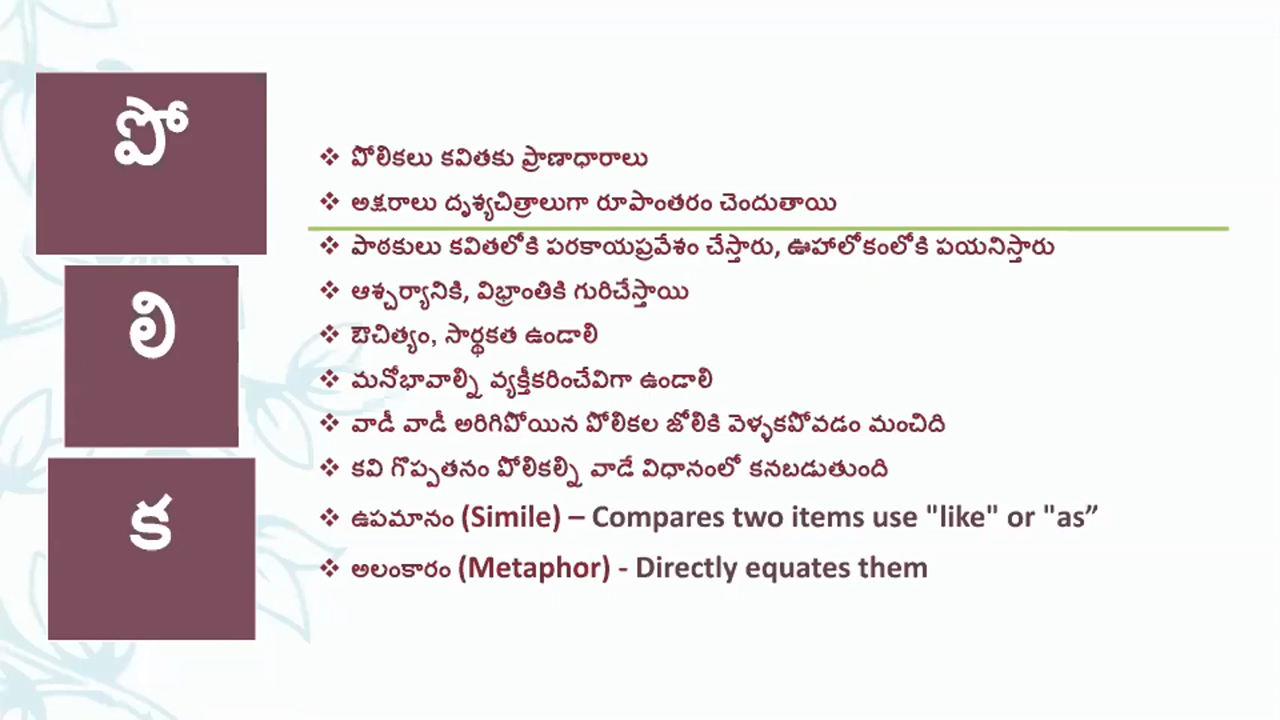 పో
లి
క
❖ పోలికలు కవితకు ప్రాణాధారాలు
❖ అక్షరాలు దృశ్యచిత్రాలుగా రూపాంతరం చెందుతాయి
❖ పాఠకులు కవితలోకి పరకాయప్రవేశం చేస్తారు, ఊహాలోకంలోకి పయనిస్తారు
❖ ఆశ్చర్యానికి, విభ్రాంతికి గురిచేస్తాయి
❖ ఔచిత్యం, సార్థకత ఉండాలి
❖ మనోభావాల్ని వ్యక్తీకరించేవిగా ఉండాలి
❖ వాడీ వాడీ అరిగిపోయిన పోలికల జోలికి వెళ్ళకపోవడం మంచిది
❖ కవి గొప్పతనం పోలికల్ని వాడే విధానంలో కనబడుతుంది
❖ ఉపమానం (Simile) – Compares two items use "like" or "as”
❖ అలంకారం (Metaphor) - Directly equates them